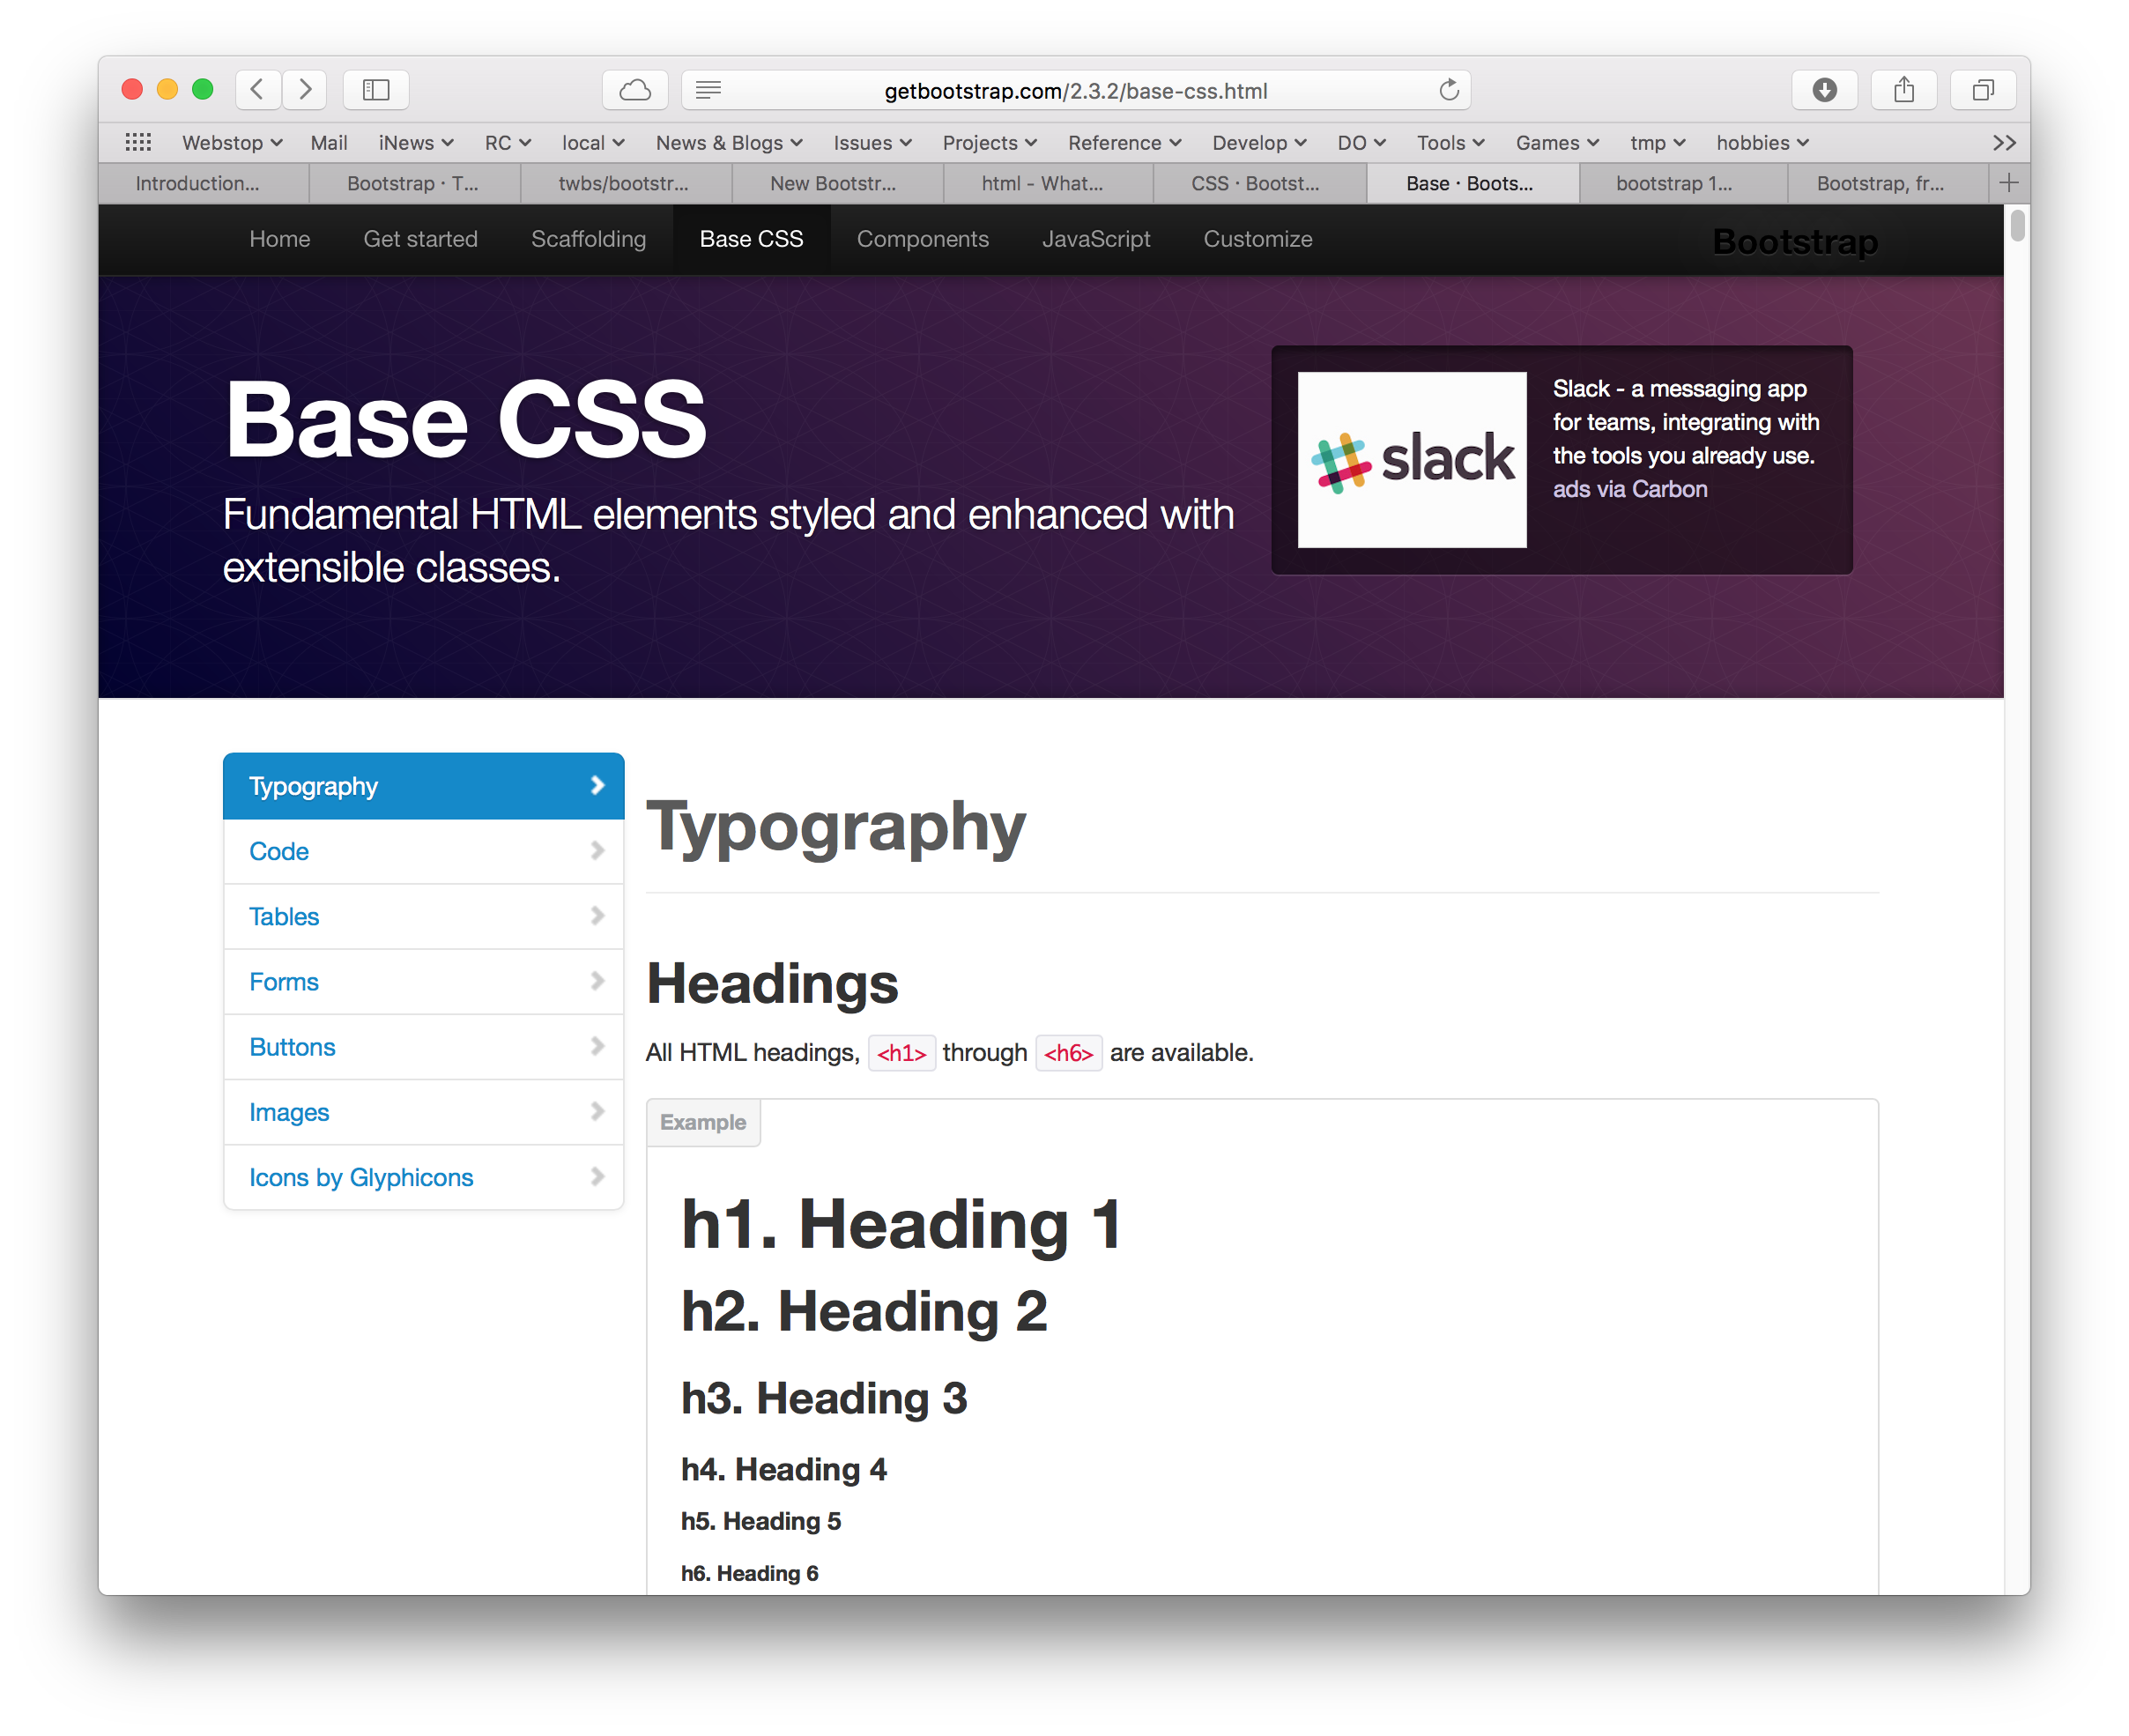 getbootstrap.com/2.3.2/base-css.html
Webstop Mail iNews RC local News & Blogs Issues Projects Reference Develop DO Tools Games tmp hobbies
Introduction... Bootstrap · T... twbs/bootstr... New Bootstr... html - What... CSS · Bootst... Base · Boots... bootstrap 1... Bootstrap, fr...
Home Get started Scaffolding Base CSS Components JavaScript Customize Bootstrap
Base CSS
Fundamental HTML elements styled and enhanced with
extensible classes.
slack
Slack - a messaging app
for teams, integrating with
the tools you already use.
ads via Carbon
Typography
Code
Tables
Forms
Buttons
Images
Icons by Glyphicons
Typography
Headings
All HTML headings, <h1> through <h6> are available.
Example
h1. Heading 1
h2. Heading 2
h3. Heading 3
h4. Heading 4
h5. Heading 5
h6. Heading 6